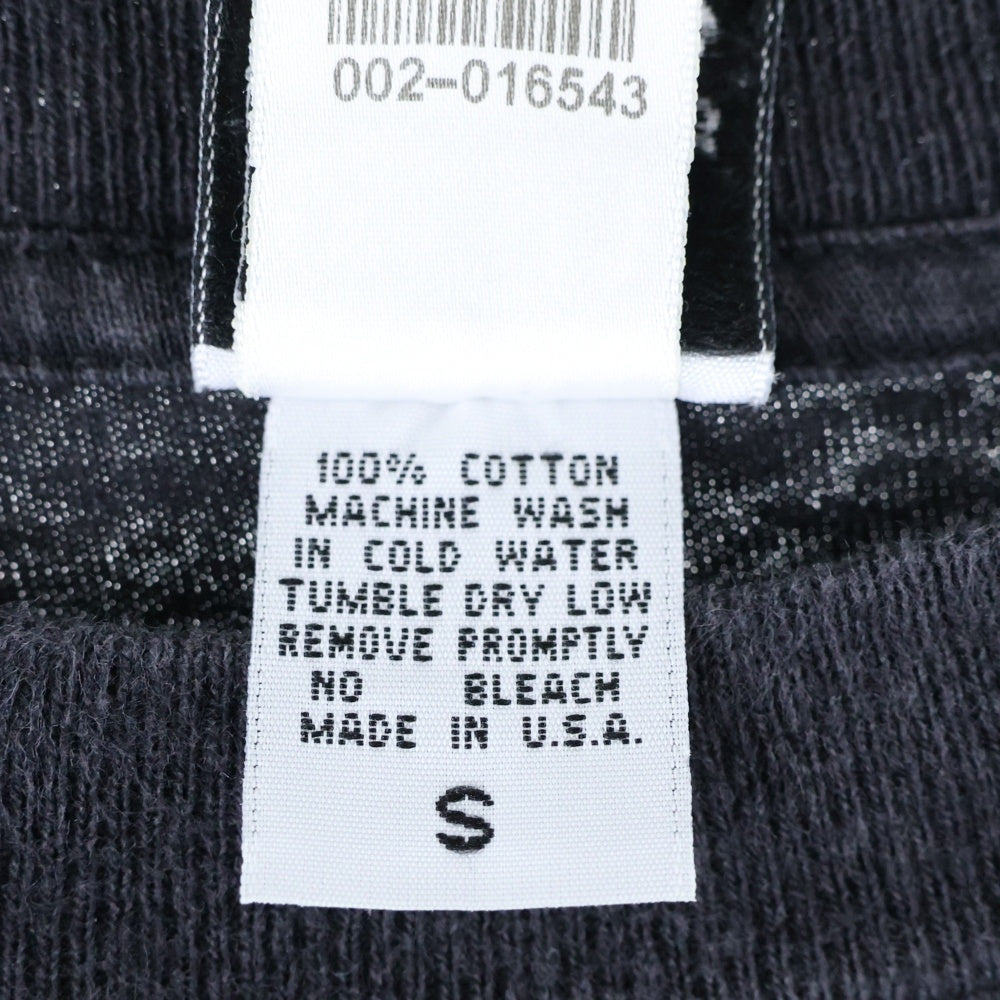 002-016543
100% COTTON
MACHINE WASH
IN COLD WATER
TUMBLE DRY LOW
REMOVE PROMPTLY
NO BLEACH
MADE IN U.S.A.
S